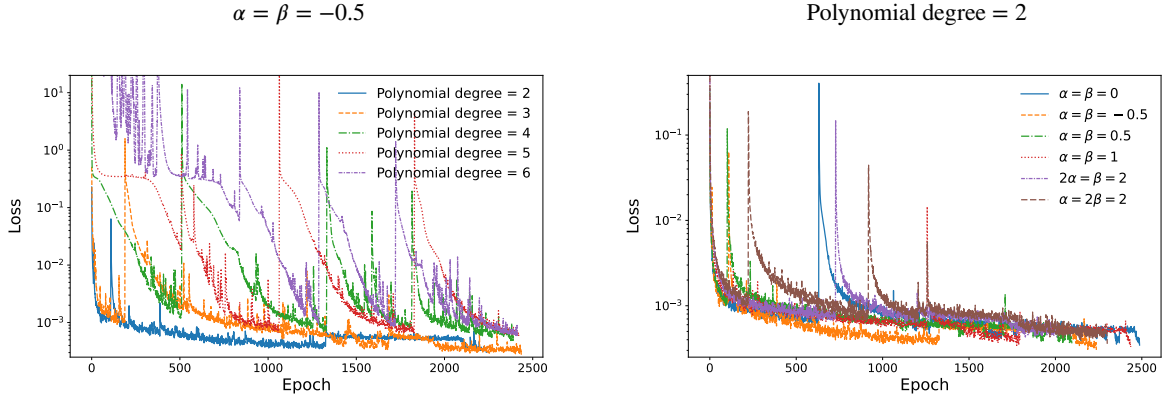 α = β = −0.5
10¹
10⁰
10⁻¹
10⁻²
10⁻³
Loss
0
500
1000
1500
2000
2500
Epoch
Polynomial degree = 2
Polynomial degree = 3
Polynomial degree = 4
Polynomial degree = 5
Polynomial degree = 6
Polynomial degree = 2
10⁻¹
10⁻²
10⁻³
Loss
0
500
1000
1500
2000
2500
Epoch
α = β = 0
α = β = −0.5
α = β = 0.5
α = β = 1
2α = β = 2
α = 2β = 2